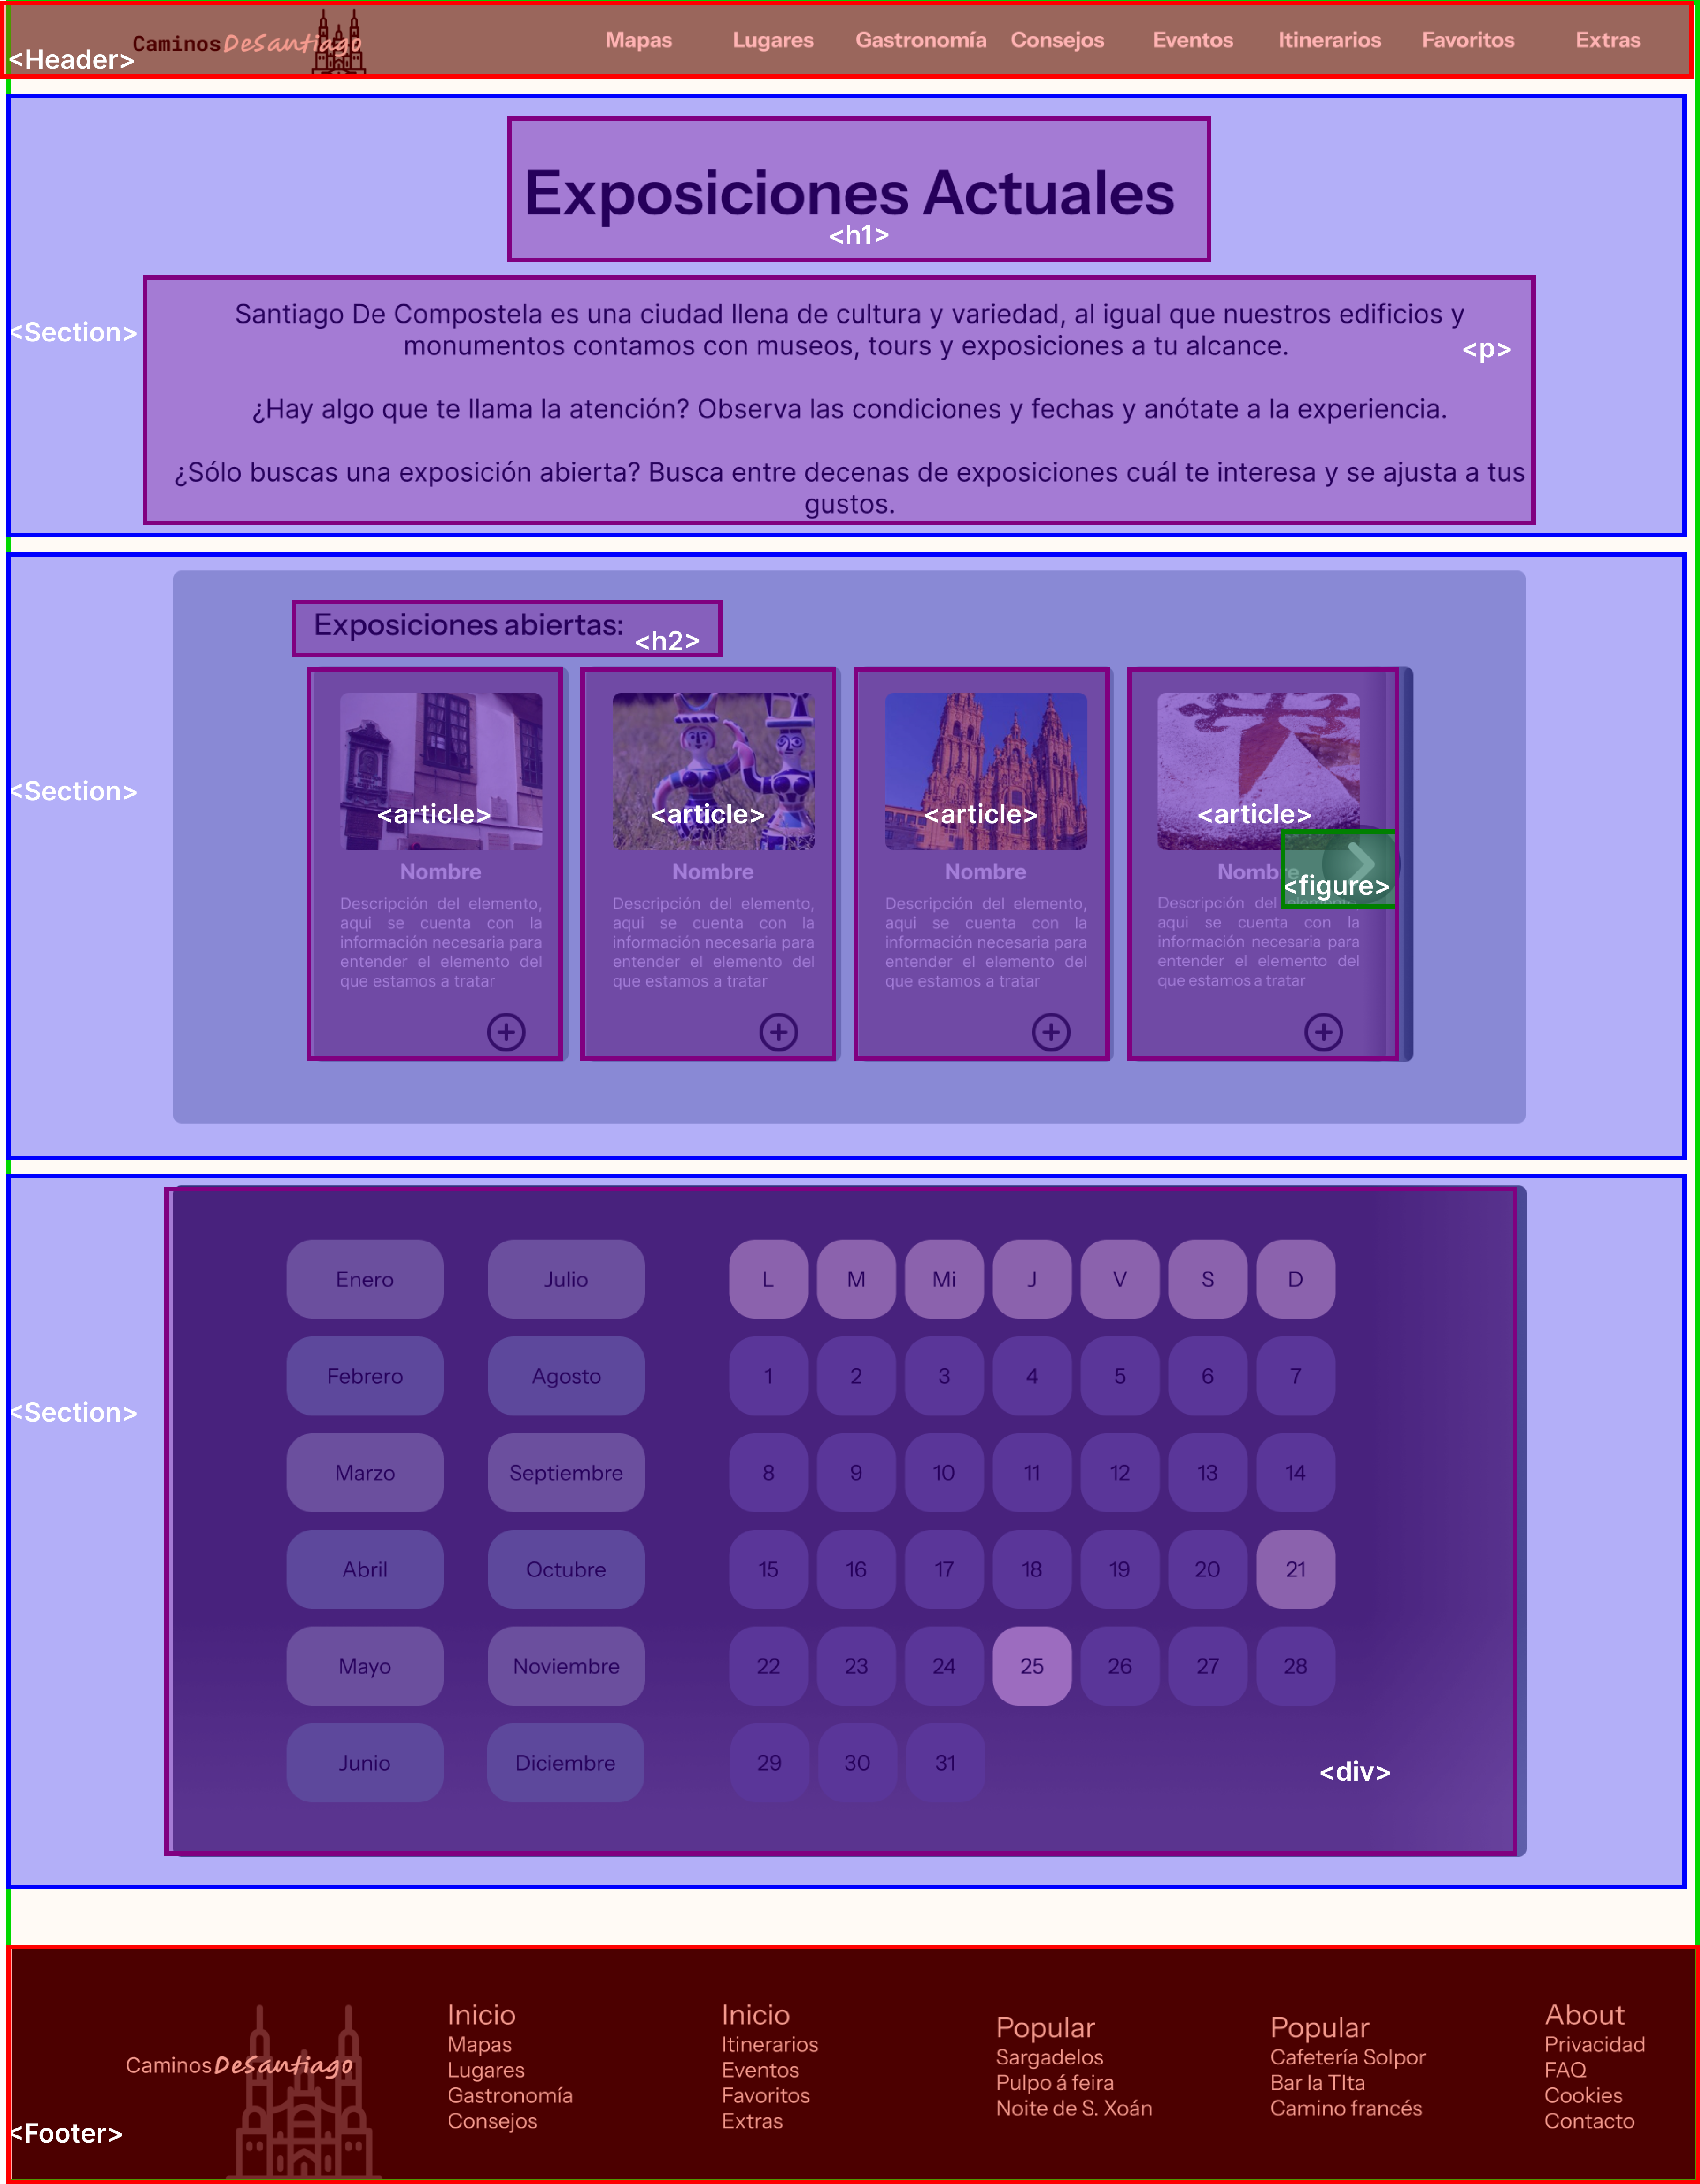 CaminosDeSantiago
Mapas Lugares Gastronomía Consejos Eventos Itinerarios Favoritos Extras
<Header>
Exposiciones Actuales
<h1>
<Section>
Santiago De Compostela es una ciudad llena de cultura y variedad, al igual que nuestros edificios y
monumentos contamos con museos, tours y exposiciones a tu alcance.
<p>
¿Hay algo que te llama la atención? Observa las condiciones y fechas y anótate a la experiencia.
¿Sólo buscas una exposición abierta? Busca entre decenas de exposiciones cuál te interesa y se ajusta a tus
gustos.
Exposiciones abiertas:
<h2>
<Section>
<article>
Nombre
Descripción del elemento,
aqui se cuenta con la
información necesaria para
entender el elemento del
que estamos a tratar
<article>
Nombre
Descripción del elemento,
aqui se cuenta con la
información necesaria para
entender el elemento del
que estamos a tratar
<article>
Nombre
Descripción del elemento,
aqui se cuenta con la
información necesaria para
entender el elemento del
que estamos a tratar
<article>
Nombre
<figure>
Descripción del elemento,
aqui se cuenta con la
información necesaria para
entender el elemento del
que estamos a tratar
<Section>
Enero Julio
Febrero Agosto
Marzo Septiembre
Abril Octubre
Mayo Noviembre
Junio Diciembre
L M Mi J V S D
1 2 3 4 5 6 7
8 9 10 11 12 13 14
15 16 17 18 19 20 21
22 23 24 25 26 27 28
29 30 31
<div>
CaminosDeSantiago
<Footer>
Inicio
Mapas
Lugares
Gastronomía
Consejos
Inicio
Itinerarios
Eventos
Favoritos
Extras
Popular
Sargadelos
Pulpo á feira
Noite de S. Xoán
Popular
Cafetería Solpor
Bar la TIta
Camino francés
About
Privacidad
FAQ
Cookies
Contacto